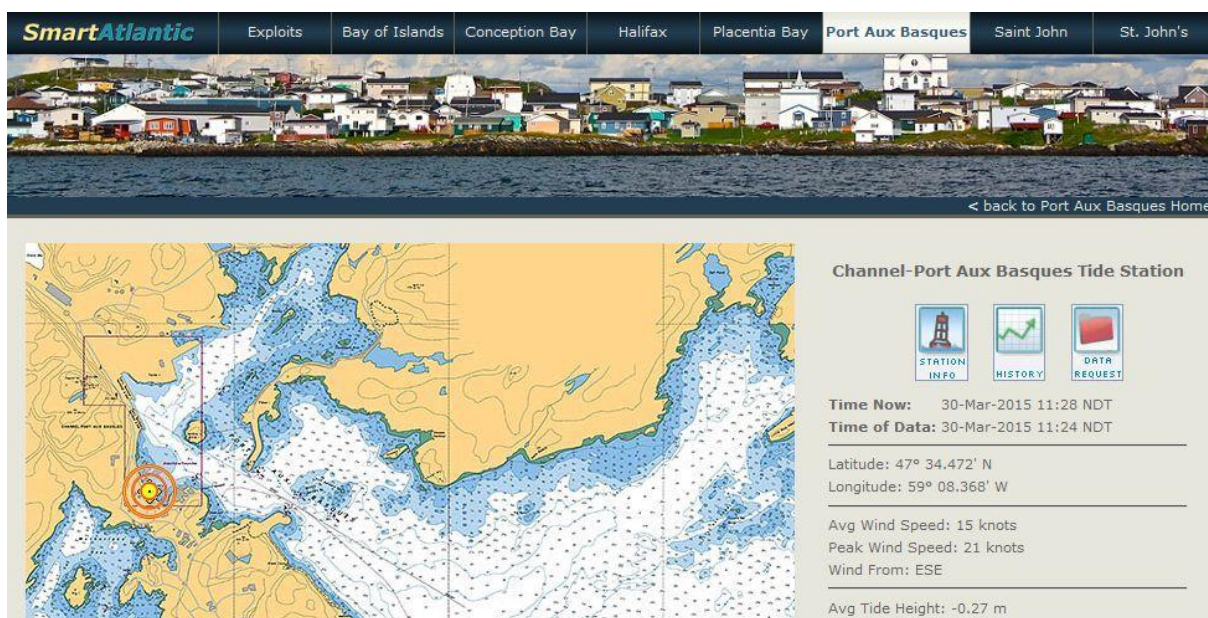 SmartAtlantic Exploits Bay of Islands Conception Bay Halifax Placentia Bay Port Aux Basques Saint John St. John's
< back to Port Aux Basques Home
Channel-Port Aux Basques Tide Station
STATION INFO HISTORY DATA REQUEST
Time Now: 30-Mar-2015 11:28 NDT
Time of Data: 30-Mar-2015 11:24 NDT
Latitude: 47° 34.472' N
Longitude: 59° 08.368' W
Avg Wind Speed: 15 knots
Peak Wind Speed: 21 knots
Wind From: ESE
Avg Tide Height: -0.27 m
CHANNEL-PORT AUX BASQUES